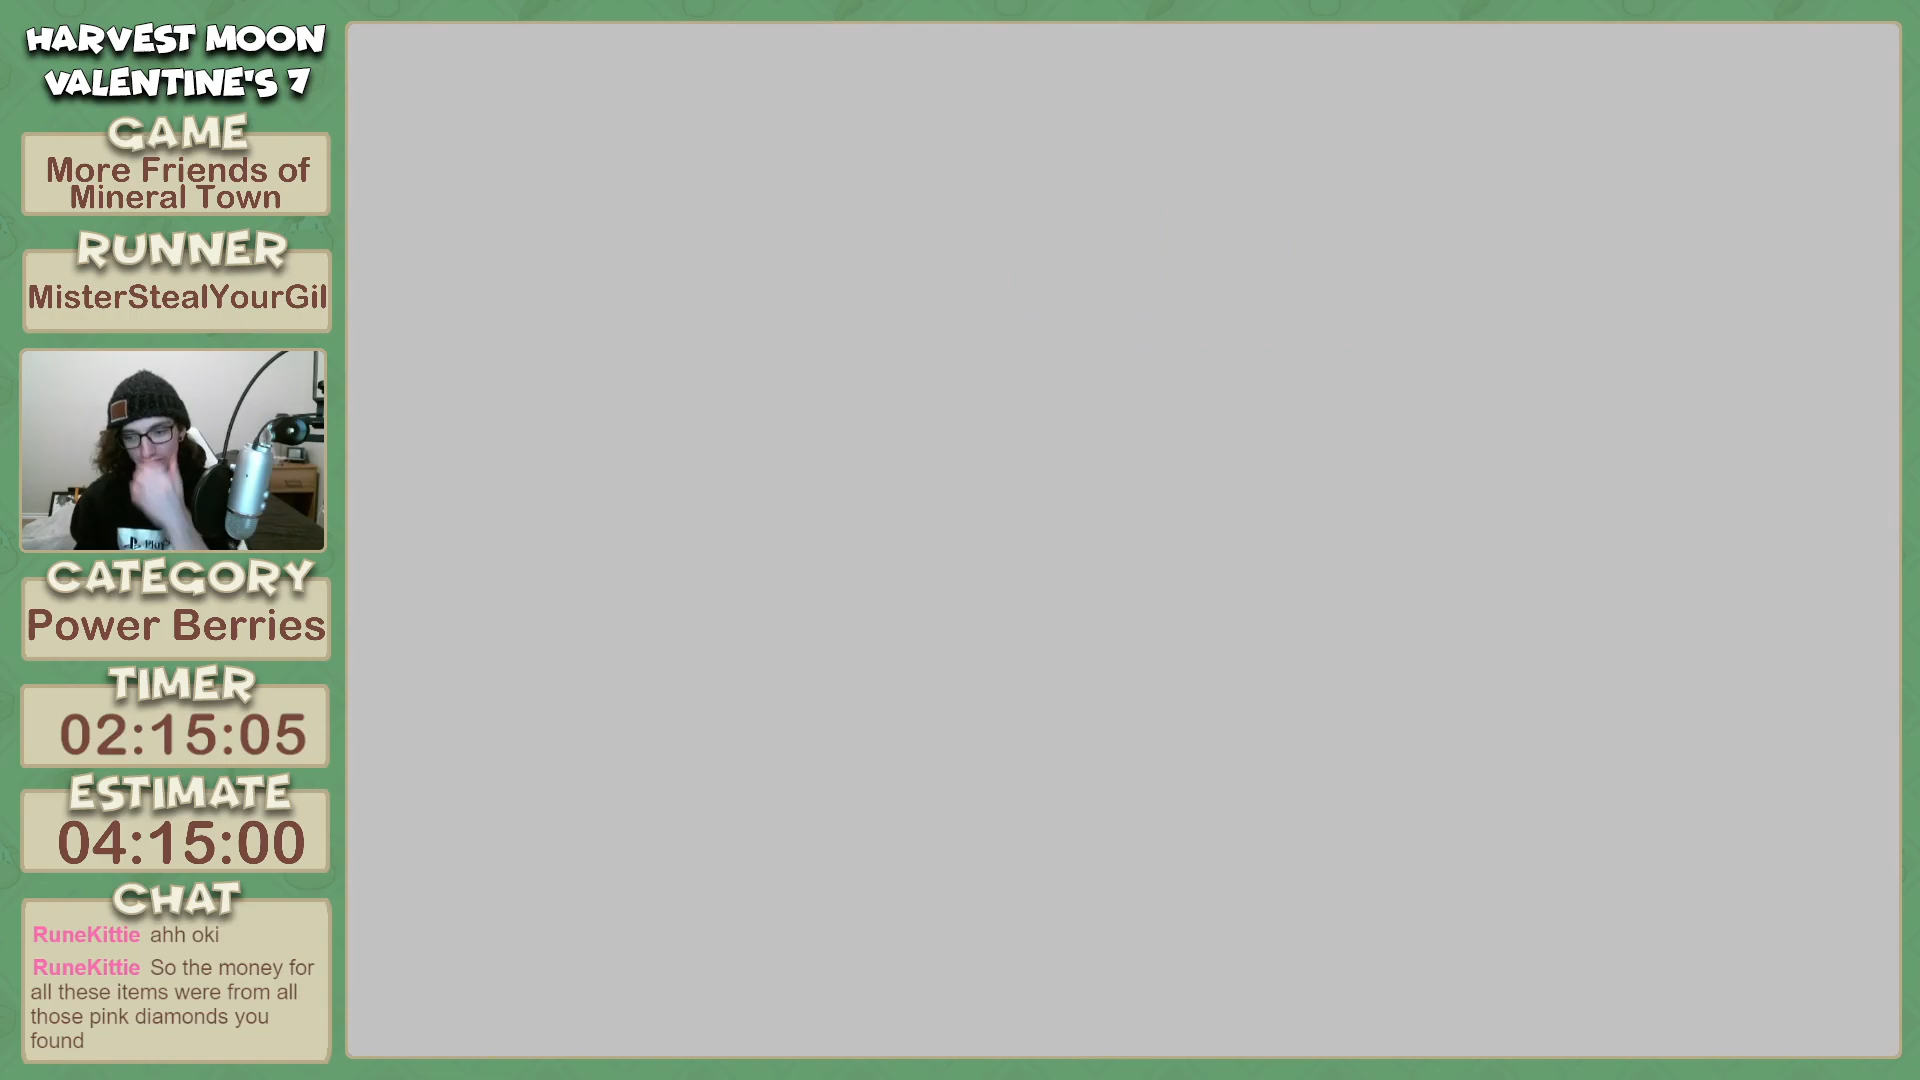 HARVEST MOON
VALENTINE'S 7
GAME
More Friends of
Mineral Town
RUNNER
MisterStealYourGil
CATEGORY
Power Berries
TIMER
02:15:05
ESTIMATE
04:15:00
CHAT
RuneKittie ahh oki
RuneKittie So the money for
all these items were from all
those pink diamonds you
found